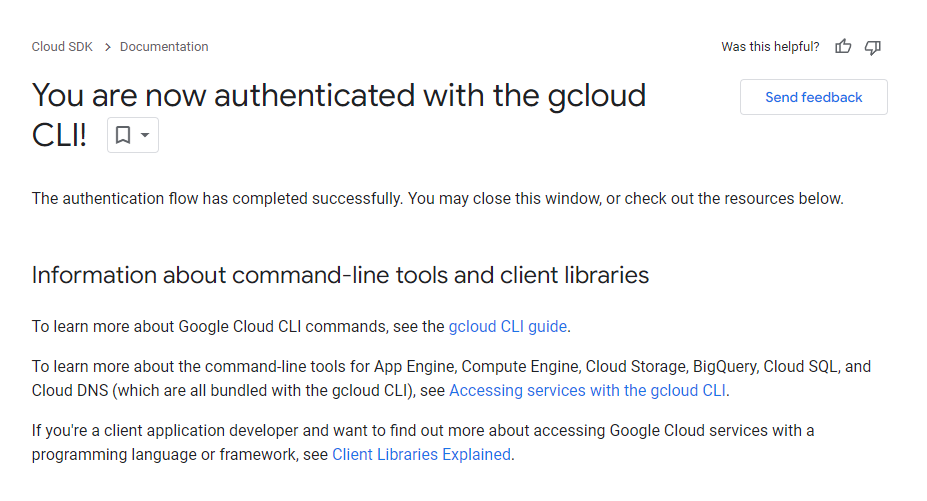 Cloud SDK > Documentation
Was this helpful?
You are now authenticated with the gcloud
CLI!
Send feedback
The authentication flow has completed successfully. You may close this window, or check out the resources below.
Information about command-line tools and client libraries
To learn more about Google Cloud CLI commands, see the gcloud CLI guide.
To learn more about the command-line tools for App Engine, Compute Engine, Cloud Storage, BigQuery, Cloud SQL, and
Cloud DNS (which are all bundled with the gcloud CLI), see Accessing services with the gcloud CLI.
If you're a client application developer and want to find out more about accessing Google Cloud services with a
programming language or framework, see Client Libraries Explained.